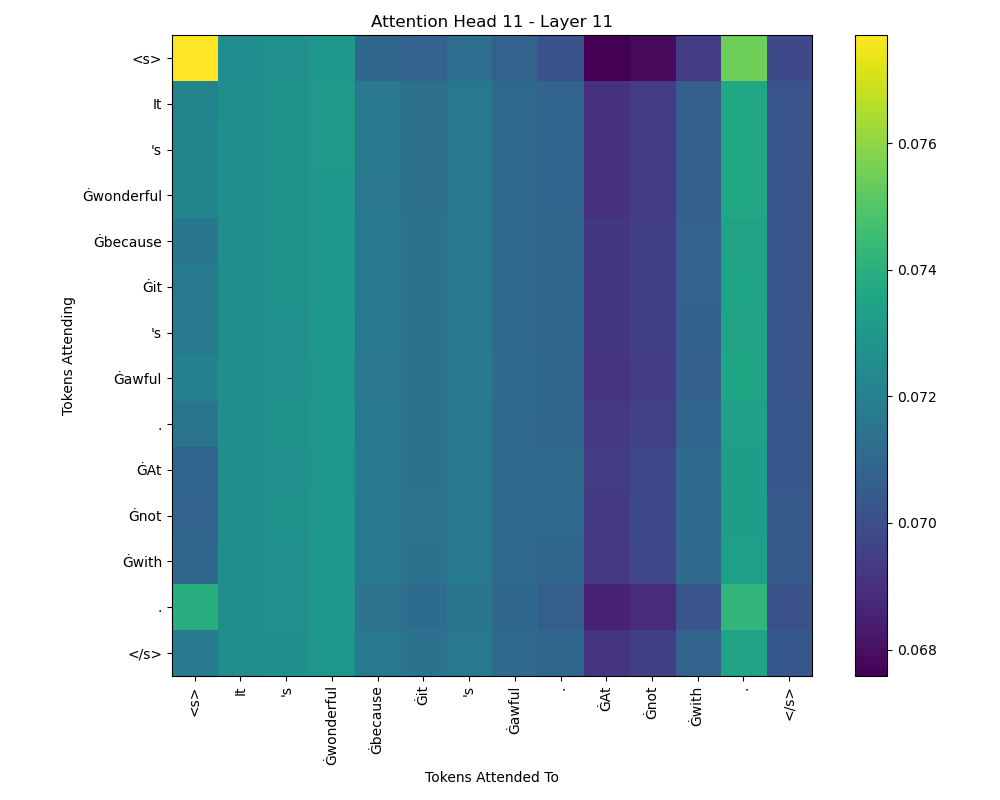 Attention Head 11 - Layer 11
<s>
It
's
Ġwonderful
Ġbecause
Ġit
's
Ġawful
.
ĠAt
Ġnot
Ġwith
.
</s>
Tokens Attending
<s>
It
's
Ġwonderful
Ġbecause
Ġit
's
Ġawful
.
ĠAt
Ġnot
Ġwith
.
</s>
Tokens Attended To
0.076
0.074
0.072
0.070
0.068